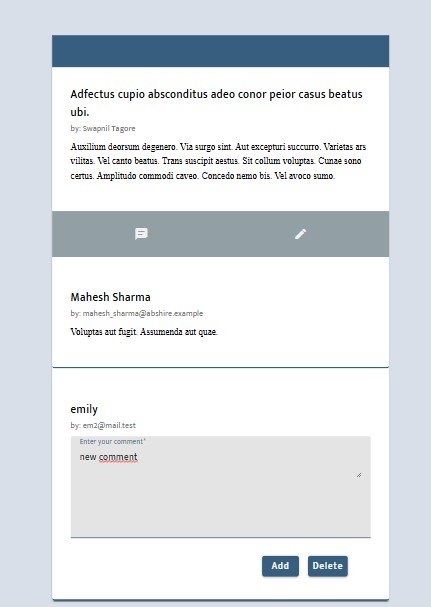 Adfectus cupio absconditus adeo conor peior casus beatus
ubi.
by: Swapnil Tagore
Auxilium deorsum degenero. Via surgo sint. Aut excepturi succurro. Varietas ars
vilitas. Vel canto beatus. Trans suscipit aestus. Sit collum voluptas. Cunae sono
certus. Amplitudo commodi caveo. Concedo nemo bis. Vel avoco sumo.
Mahesh Sharma
by: mahesh_sharma@abshire.example
Voluptas aut fugit. Assumenda aut quae.
emily
by: em2@mail.test
Enter your comment*
new comment
Add Delete